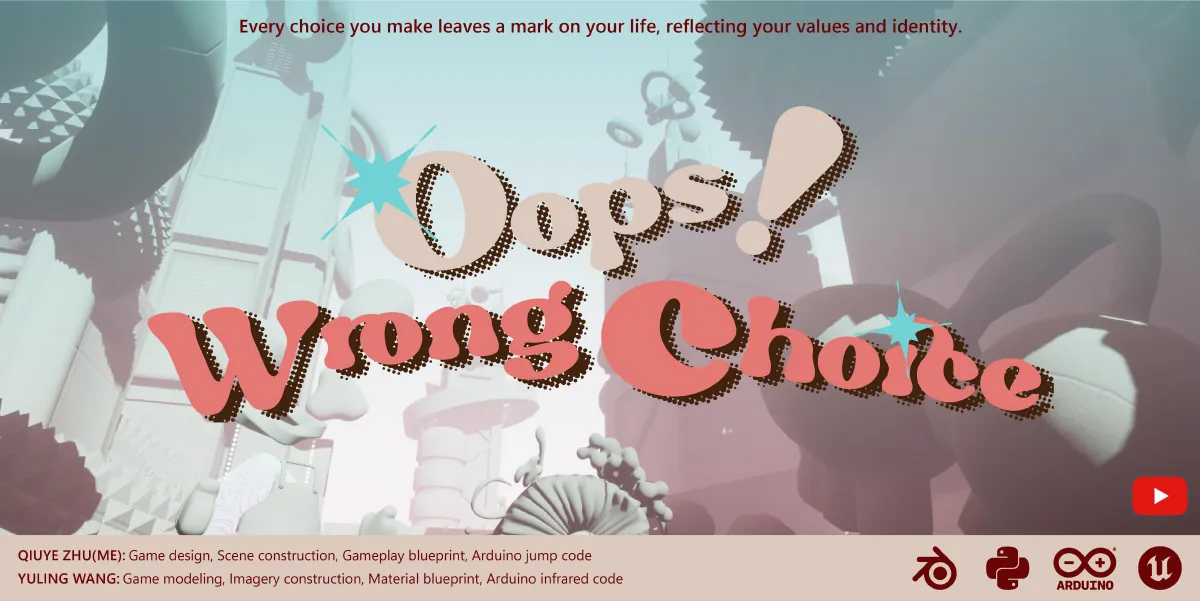 Every choice you make leaves a mark on your life, reflecting your values and identity.
Oops!
Wrong Choice
QIUYE ZHU(ME): Game design, Scene construction, Gameplay blueprint, Arduino jump code
YULING WANG: Game modeling, Imagery construction, Material blueprint, Arduino infrared code
ARDUINO